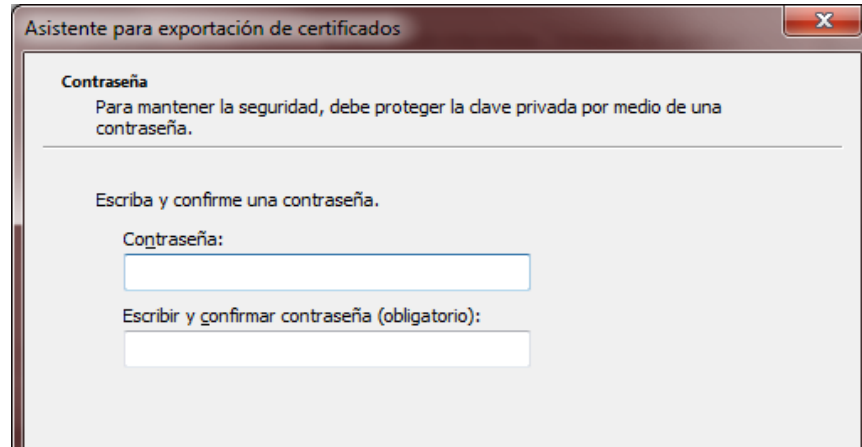 Asistente para exportación de certificados
Contraseña
Para mantener la seguridad, debe proteger la clave privada por medio de una
contraseña.
Escriba y confirme una contraseña.
Contraseña:
Escribir y confirmar contraseña (obligatorio):